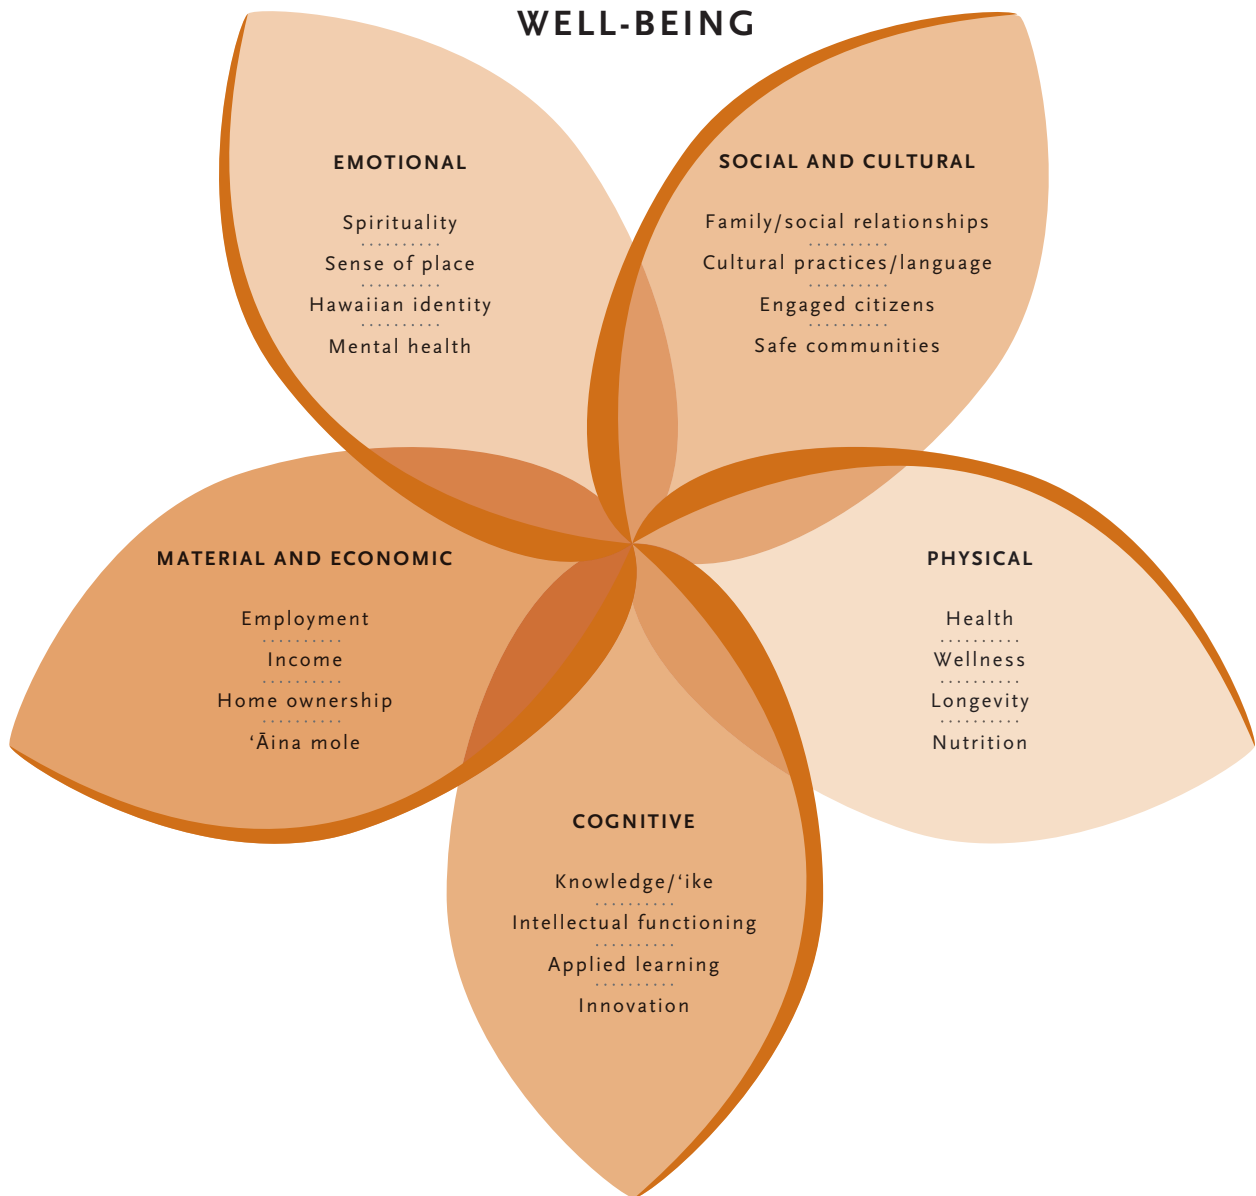 WELL-BEING
EMOTIONAL
Spirituality
Sense of place
Hawaiian identity
Mental health
SOCIAL AND CULTURAL
Family/social relationships
Cultural practices/language
Engaged citizens
Safe communities
MATERIAL AND ECONOMIC
Employment
Income
Home ownership
ʻĀina mole
PHYSICAL
Health
Wellness
Longevity
Nutrition
COGNITIVE
Knowledge/ʻike
Intellectual functioning
Applied learning
Innovation